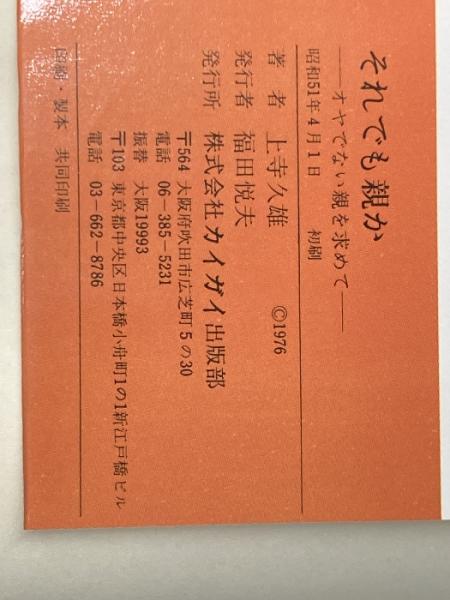 それでも親か
——オヤでない親を求めて——
昭和51年4月1日　初刷
©1976
著者　上寺久雄
発行者　福田悦夫
発行所　株式会社カイガイ出版部
〒564 大阪府吹田市広芝町5の30
電話　06-385-5231
振替　大阪19993
〒103 東京都中央区日本橋小舟町1の1新江戸橋ビル
電話　03-662-8786
印刷・製本　共同印刷